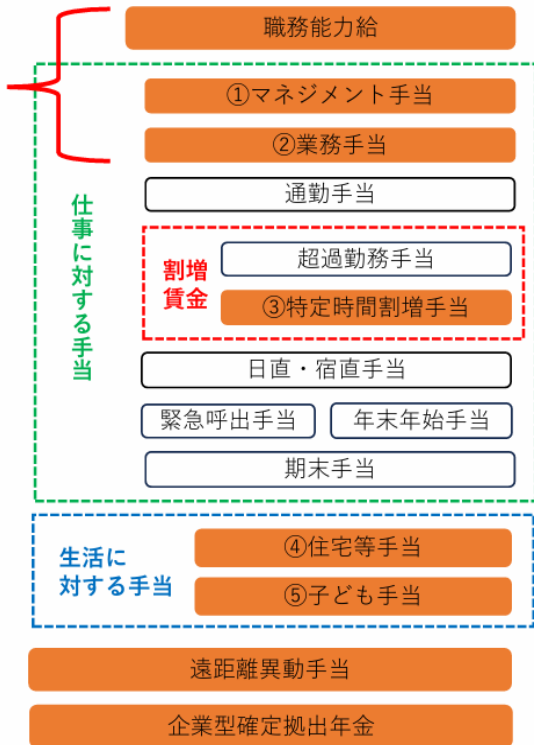 職務能力給
①マネジメント手当
②業務手当
通勤手当
仕事に対する手当
割増
賃金
超過勤務手当
③特定時間割増手当
日直・宿直手当
緊急呼出手当
年末年始手当
期末手当
生活に
対する手当
④住宅等手当
⑤子ども手当
遠距離異動手当
企業型確定拠出年金